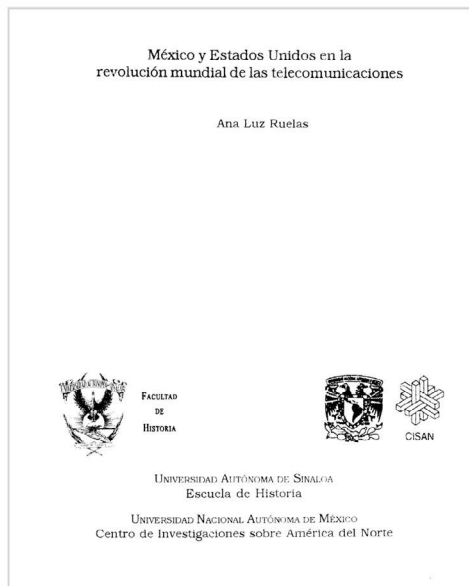 México y Estados Unidos en la
revolución mundial de las telecomunicaciones
Ana Luz Ruelas
FACULTAD
DE
HISTORIA
CISAN
UNIVERSIDAD AUTÓNOMA DE SINALOA
Escuela de Historia
UNIVERSIDAD NACIONAL AUTÓNOMA DE MÉXICO
Centro de Investigaciones sobre América del Norte